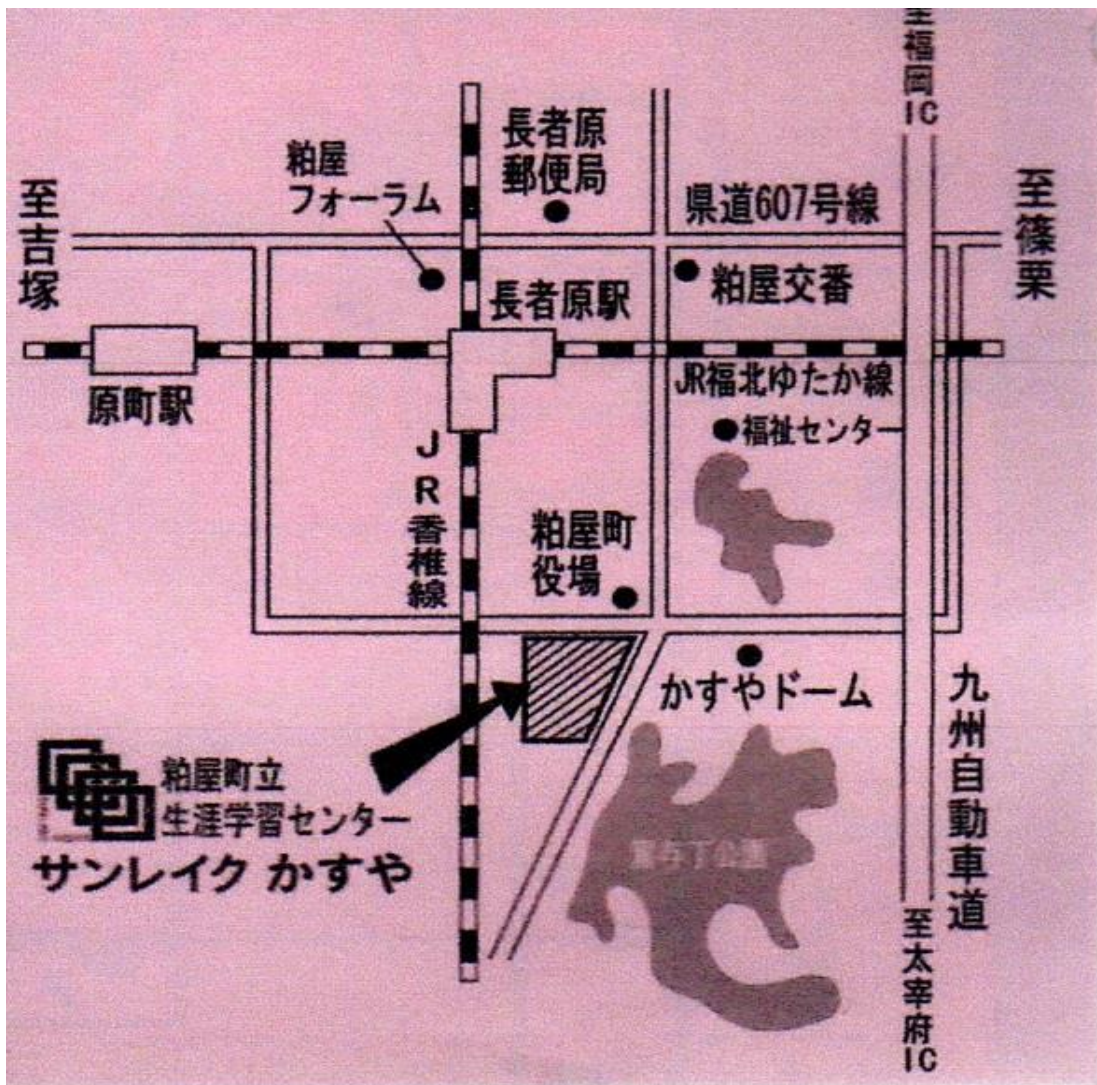 至福岡IC
長者原
郵便局
粕屋
フォーラム
至吉塚
県道607号線
至篠栗
長者原駅
粕屋交番
原町駅
JR福北ゆたか線
福祉センター
JR香椎線
粕屋町
役場
かすやドーム
九州自動車道
粕屋町立
生涯学習センター
サンレイク かすや
至太宰府IC